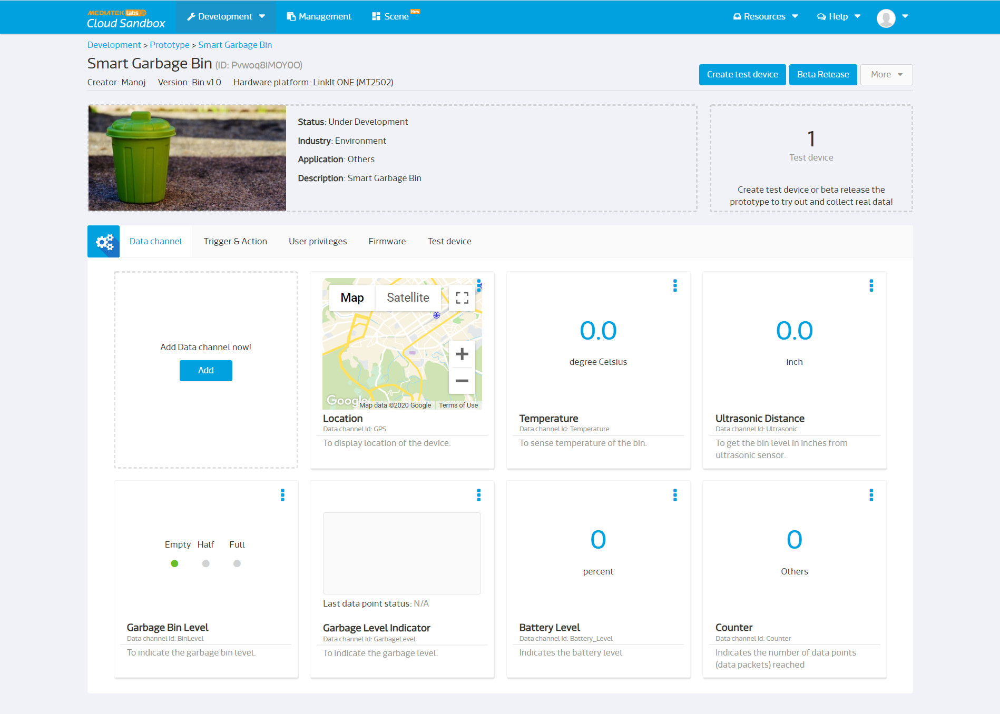 MEDIATEK labs
Cloud Sandbox
Development
Management
Scene
New
Resources
Help
Development > Prototype > Smart Garbage Bin
Smart Garbage Bin (ID: Pvwoq8iMOY0O)
Creator: Manoj Version: Bin v1.0 Hardware platform: LinkIt ONE (MT2502)
Create test device
Beta Release
More
Status: Under Development
Industry: Environment
Application: Others
Description: Smart Garbage Bin
1
Test device
Create test device or beta release the
prototype to try out and collect real data!
Data channel
Trigger & Action
User privileges
Firmware
Test device
Add Data channel now!
Add
Map
Satellite
Google
Map data ©2020 Google
Terms of Use
Location
Data channel Id: GPS
To display location of the device.
0.0
degree Celsius
Temperature
Data channel Id: Temperature
To sense temperature of the bin.
0.0
inch
Ultrasonic Distance
Data channel Id: Ultrasonic
To get the bin level in inches from
ultrasonic sensor.
Empty Half Full
Garbage Bin Level
Data channel Id: BinLevel
To indicate the garbage bin level.
Last data point status: N/A
Garbage Level Indicator
Data channel Id: GarbageLevel
To indicate the garbage level.
0
percent
Battery Level
Data channel Id: Battery_Level
Indicates the battery level
0
Others
Counter
Data channel Id: Counter
Indicates the number of data points
(data packets) reached